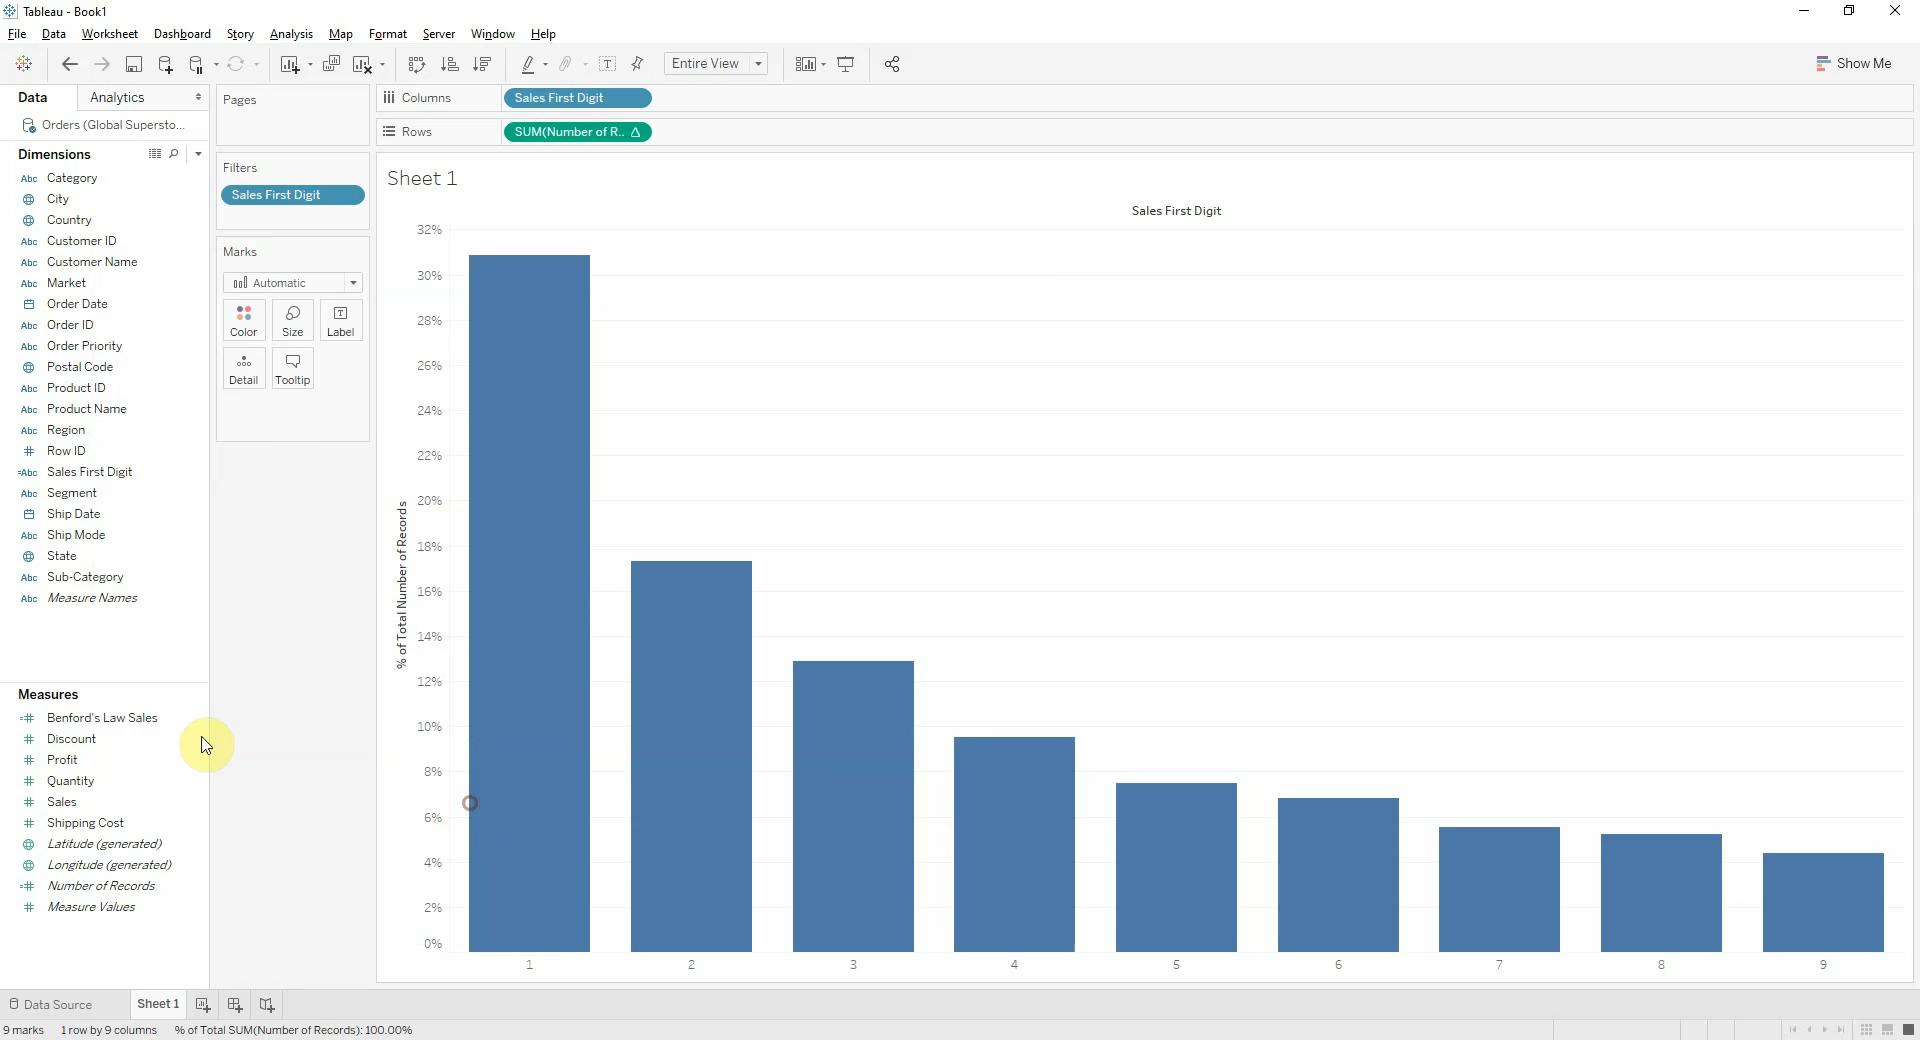 Tableau - Book1
File Data Worksheet Dashboard Story Analysis Map Format Server Window Help
Entire View
Show Me
Data Analytics
Orders (Global Supersto...
Dimensions
Abc Category
City
Country
Abc Customer ID
Abc Customer Name
Abc Market
Order Date
Abc Order ID
Abc Order Priority
Postal Code
Abc Product ID
Abc Product Name
Abc Region
# Row ID
=Abc Sales First Digit
Abc Segment
Ship Date
Abc Ship Mode
State
Abc Sub-Category
Abc Measure Names
Measures
=# Benford's Law Sales
# Discount
# Profit
# Quantity
# Sales
# Shipping Cost
Latitude (generated)
Longitude (generated)
=# Number of Records
# Measure Values
Pages
Filters
Sales First Digit
Marks
Automatic
Color Size Label
Detail Tooltip
Columns Sales First Digit
Rows SUM(Number of R.. Δ
Sheet 1
Sales First Digit
% of Total Number of Records
32%
30%
28%
26%
24%
22%
20%
18%
16%
14%
12%
10%
8%
6%
4%
2%
0%
1 2 3 4 5 6 7 8 9
Data Source Sheet 1
9 marks 1 row by 9 columns % of Total SUM(Number of Records): 100.00%